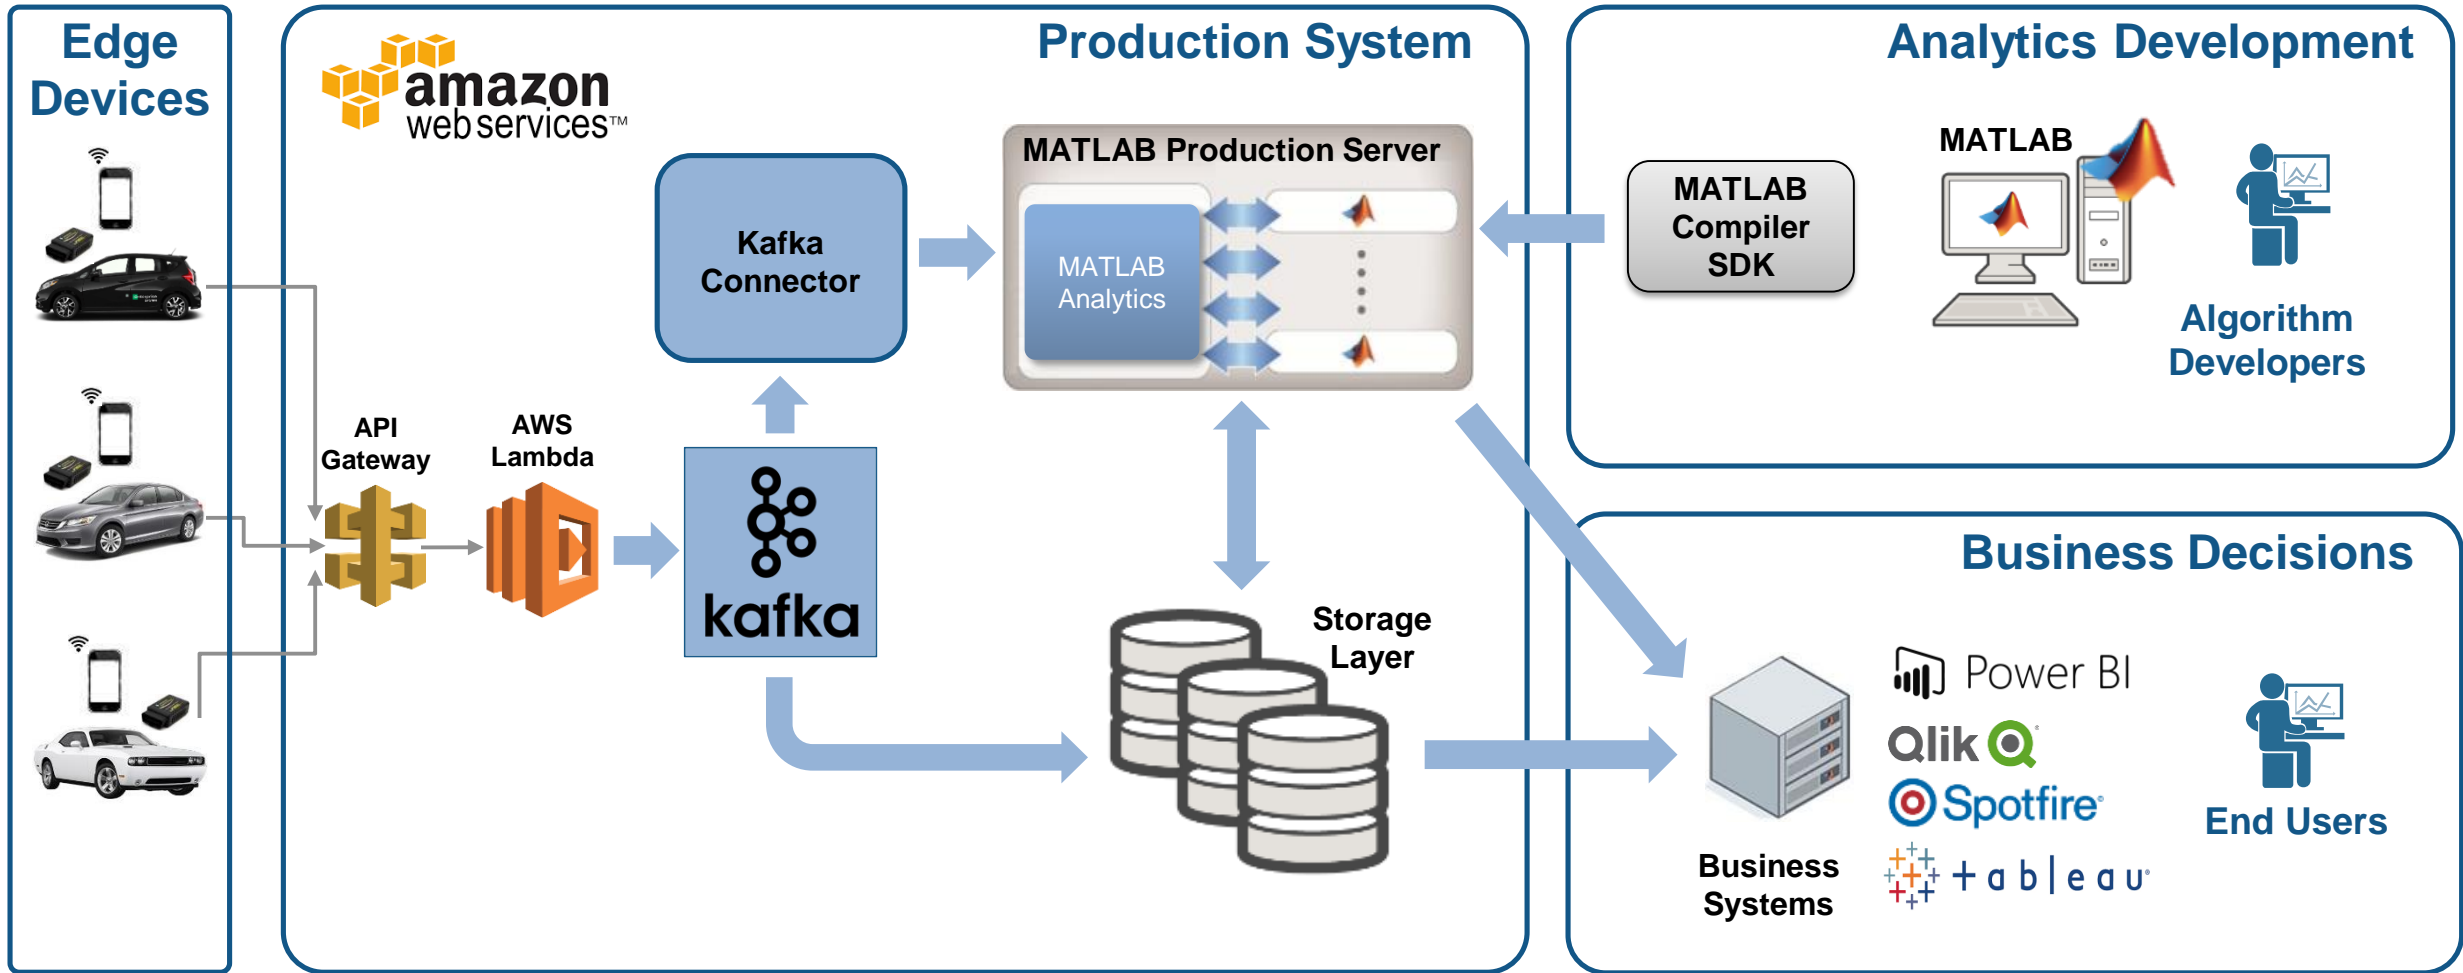 Edge
Devices
amazon
web services™
Production System
Kafka
Connector
MATLAB Production Server
MATLAB
Analytics
API
Gateway
AWS
Lambda
kafka
Storage
Layer
Analytics Development
MATLAB
Compiler
SDK
MATLAB
Algorithm
Developers
Business Decisions
Business
Systems
Power BI
Qlik
Spotfire®
+ableau®
End Users